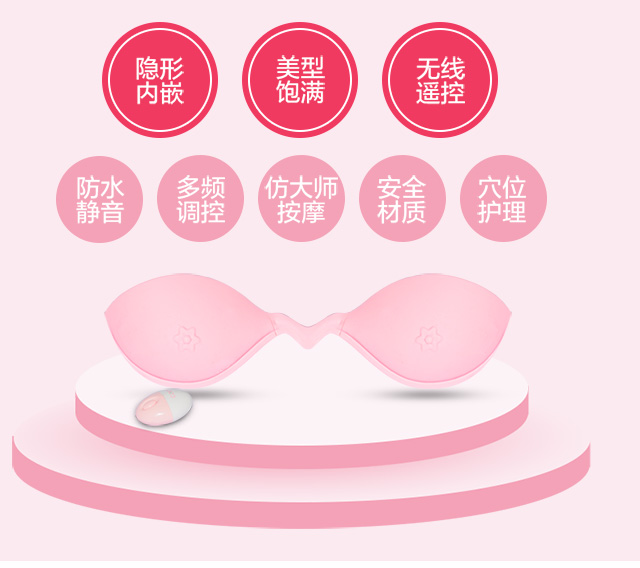 隐形
内嵌
美型
饱满
无线
遥控
防水
静音
多频
调控
仿大师
按摩
安全
材质
穴位
护理